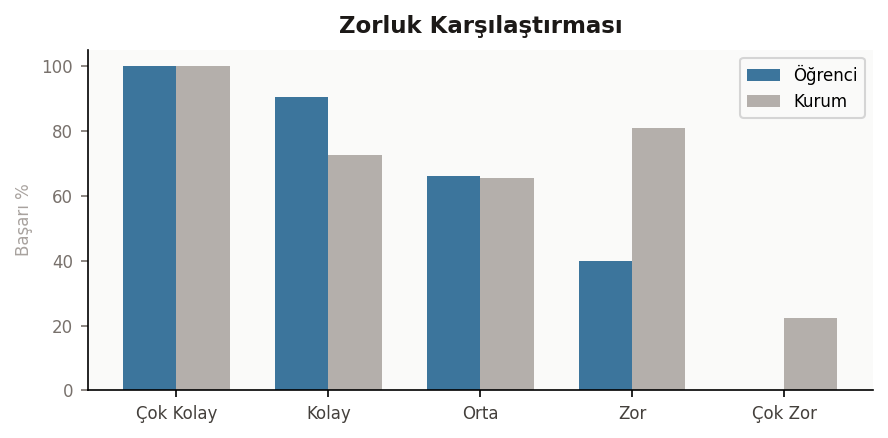 Zorluk Karşılaştırması
Öğrenci
Kurum
Başarı %
100
80
60
40
20
0
Çok Kolay
Kolay
Orta
Zor
Çok Zor